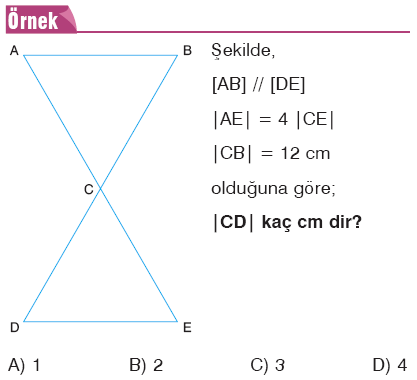 Örnek
A B
Şekilde,
[AB] // [DE]
|AE| = 4 |CE|
|CB| = 12 cm
C
olduğuna göre;
|CD| kaç cm dir?
D E
A) 1 B) 2 C) 3 D) 4